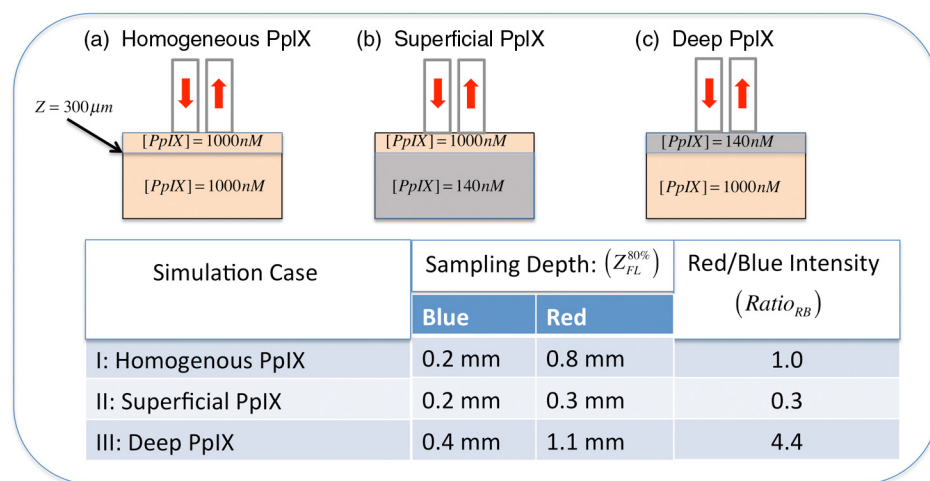 (a) Homogeneous PpIX
(b) Superficial PpIX
(c) Deep PpIX
Z = 300 μm
[PpIX] = 1000nM
[PpIX] = 1000nM
[PpIX] = 1000nM
[PpIX] = 140nM
[PpIX] = 140nM
[PpIX] = 1000nM
Simulation Case
Sampling Depth: (Z_FL^80%)
Red/Blue Intensity
(Ratio_RB)
Blue Red
I: Homogenous PpIX 0.2 mm 0.8 mm 1.0
II: Superficial PpIX 0.2 mm 0.3 mm 0.3
III: Deep PpIX 0.4 mm 1.1 mm 4.4